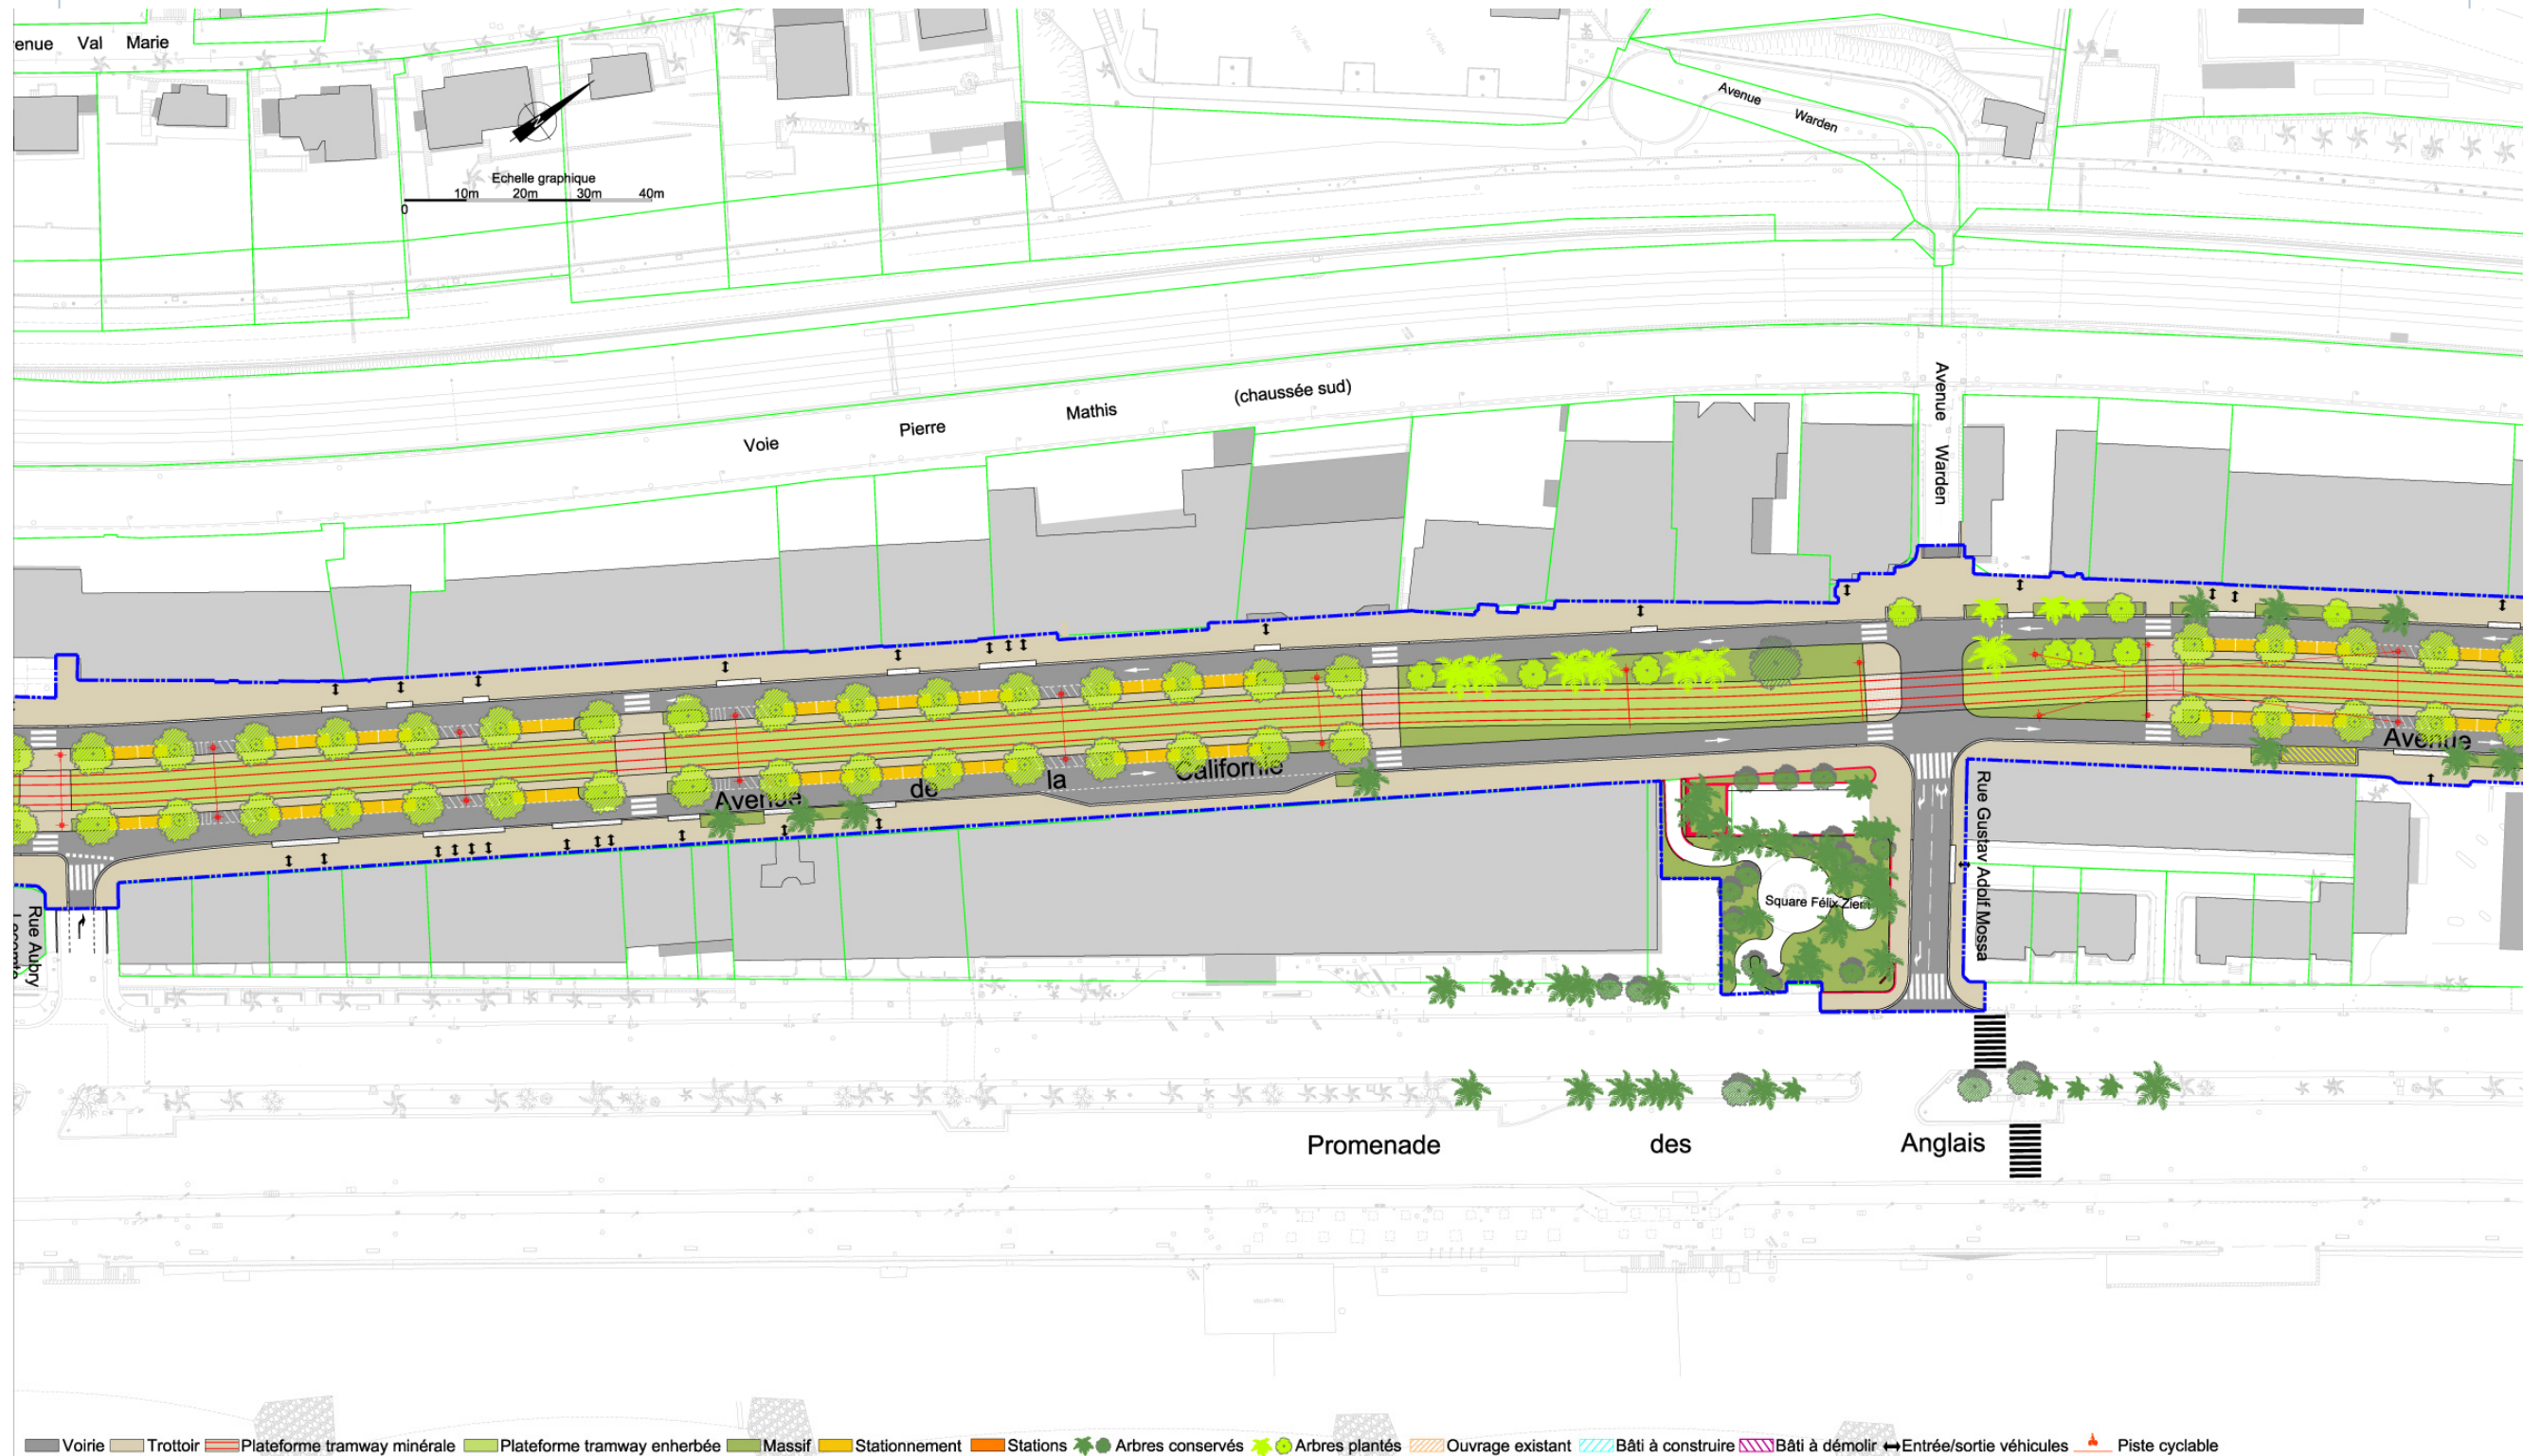 enue Val Marie
Avenue Warden
Echelle graphique
0 10m 20m 30m 40m
N
Voie Pierre Mathis (chaussée sud)
Avenue Warden
Avenue de la Californie
Avenue
Rue Aubry
Lecomte
Square Félix Ziem
Rue Gustav Adolf Mossa
Promenade des Anglais
Voirie Trottoir Plateforme tramway minérale Plateforme tramway enherbée Massif Stationnement Stations Arbres conservés Arbres plantés Ouvrage existant Bâti à construire Bâti à démolir Entrée/sortie véhicules Piste cyclable